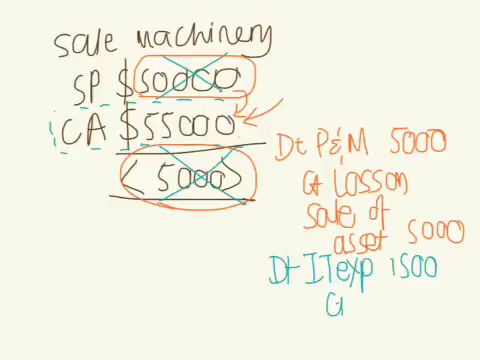 sale machinery
SP $50000
CA $55000
< 5000>
Dt P&M 5000
Ct Loss on
sale of
asset 5000
Dt IT exp 1500
Ct